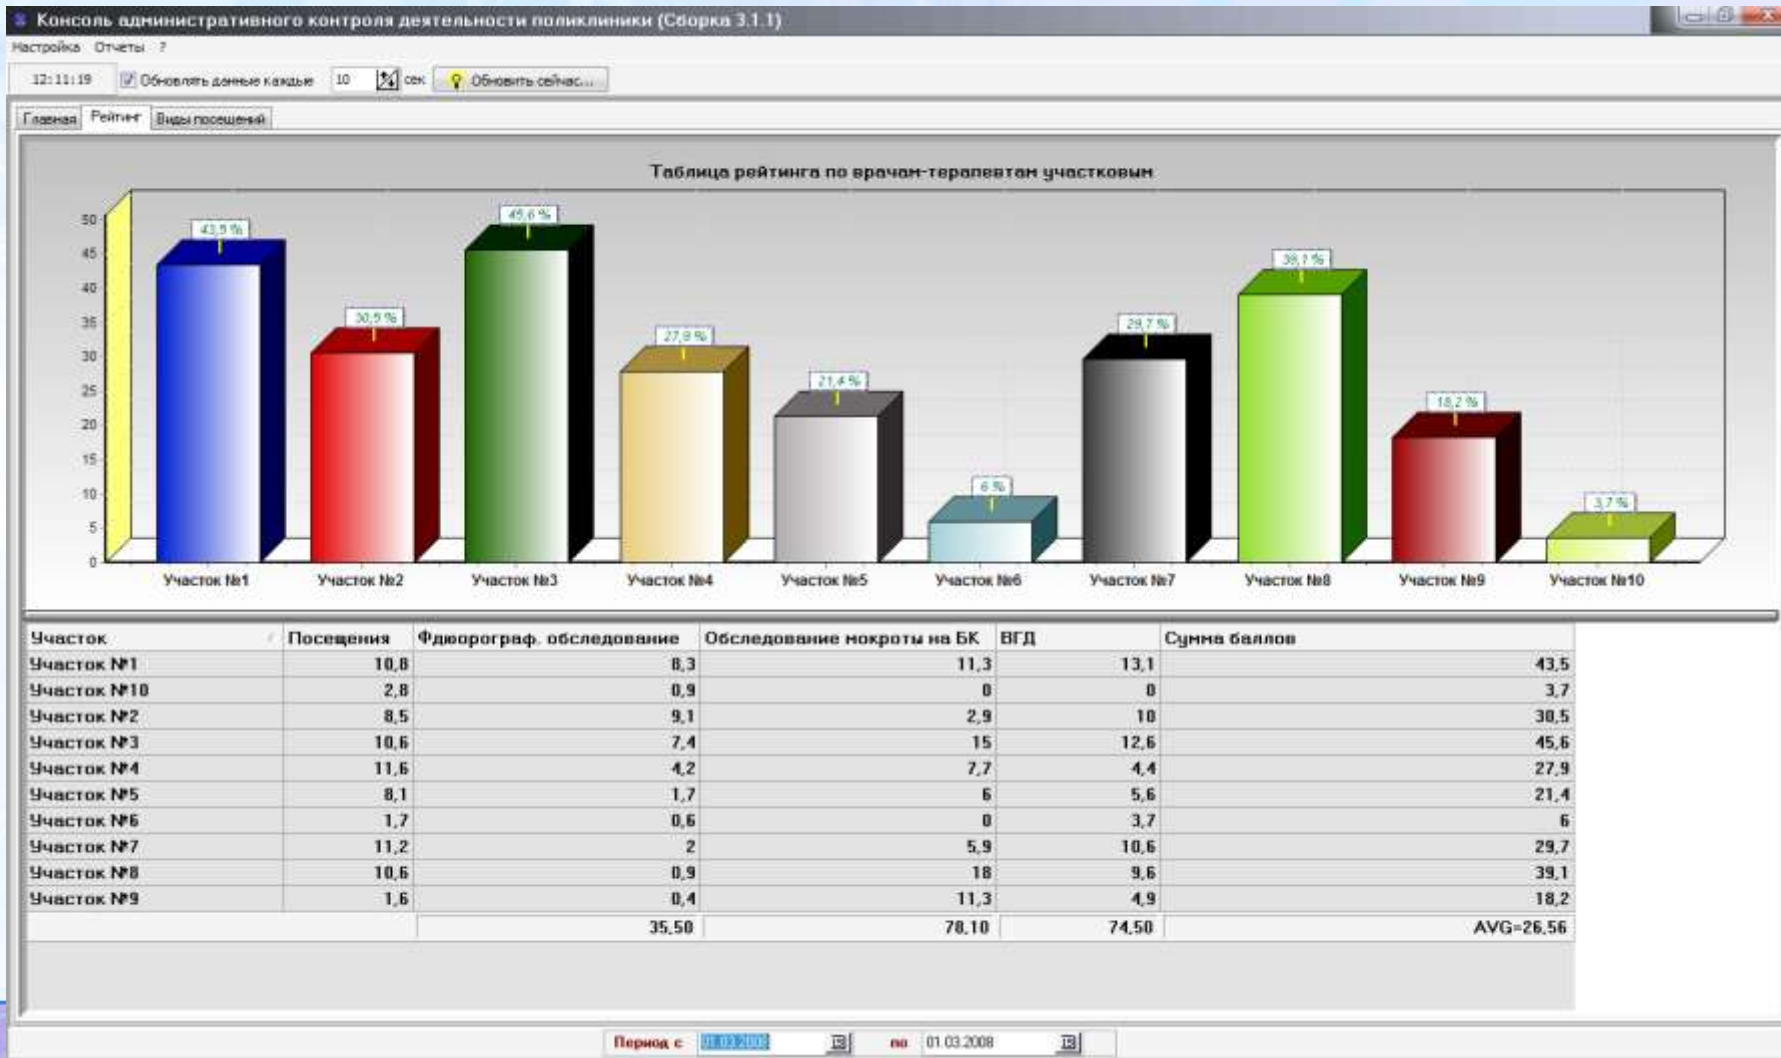 Консоль административного контроля деятельности поликлиники (Сборка 3.1.1)
Настройка Отчеты ?
12:11:19 Обновлять данные каждые 10 сек Обновить сейчас...
Главная Рейтинг Виды посещений
Таблица рейтинга по врачам-терапевтам участковым
50
45
40
35
30
25
20
15
10
5
0
43,5 %
30,5 %
45,6 %
27,9 %
21,4 %
6 %
29,7 %
39,1 %
18,2 %
3,7 %
Участок №1 Участок №2 Участок №3 Участок №4 Участок №5 Участок №6 Участок №7 Участок №8 Участок №9 Участок №10
Участок Посещения Флюорограф. обследование Обследование мокроты на БК ВГД Сумма баллов
Участок №1 10,8 8,3 11,3 13,1 43,5
Участок №10 2,8 0,9 0 0 3,7
Участок №2 8,5 9,1 2,9 10 30,5
Участок №3 10,6 7,4 15 12,6 45,6
Участок №4 11,6 4,2 7,7 4,4 27,9
Участок №5 8,1 1,7 6 5,6 21,4
Участок №6 1,7 0,6 0 3,7 6
Участок №7 11,2 2 5,9 10,6 29,7
Участок №8 10,6 0,9 18 9,6 39,1
Участок №9 1,6 0,4 11,3 4,9 18,2
35,50 78,10 74,50 AVG=26,56
Период с 01.03.2008 по 01.03.2008